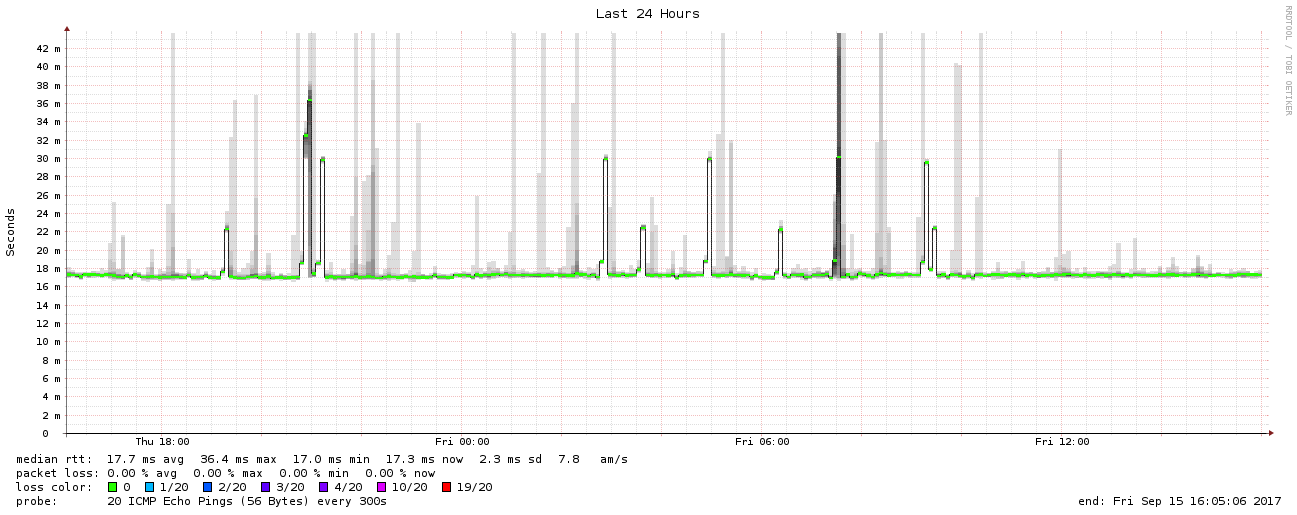 Last 24 Hours
RRDTOOL / TOBI OETIKER
Seconds
42 m
40 m
38 m
36 m
34 m
32 m
30 m
28 m
26 m
24 m
22 m
20 m
18 m
16 m
14 m
12 m
10 m
8 m
6 m
4 m
2 m
0
Thu 18:00 Fri 00:00 Fri 06:00 Fri 12:00
median rtt: 17.7 ms avg 36.4 ms max 17.0 ms min 17.3 ms now 2.3 ms sd 7.8 am/s
packet loss: 0.00 % avg 0.00 % max 0.00 % min 0.00 % now
loss color: 0 1/20 2/20 3/20 4/20 10/20 19/20
probe: 20 ICMP Echo Pings (56 Bytes) every 300s end: Fri Sep 15 16:05:06 2017